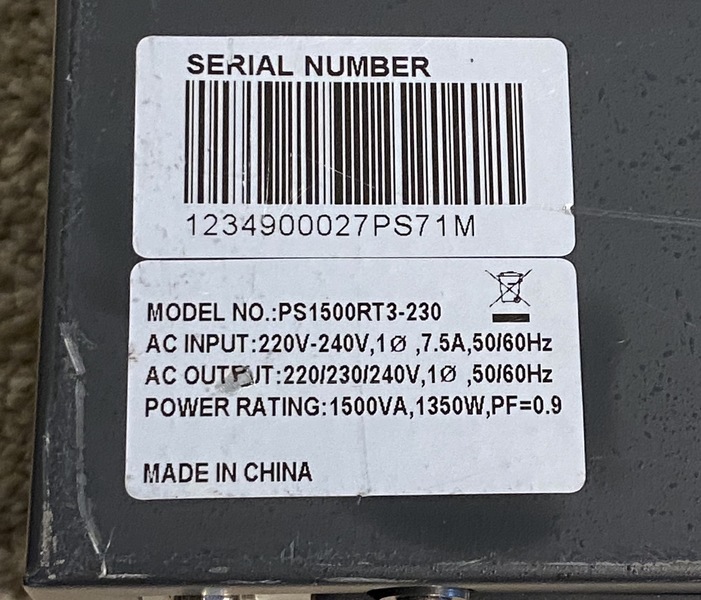 SERIAL NUMBER
1234900027PS71M
MODEL NO.:PS1500RT3-230
AC INPUT:220V-240V,1Ø ,7.5A,50/60Hz
AC OUTPUT:220/230/240V,1Ø ,50/60Hz
POWER RATING:1500VA,1350W,PF=0.9
MADE IN CHINA